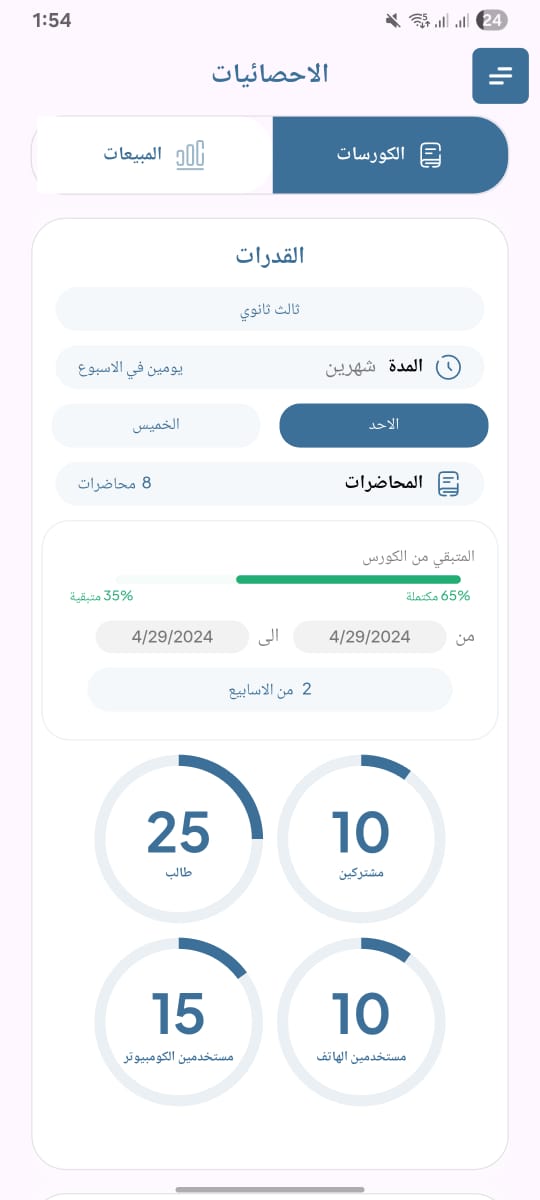 1:54
24
الاحصائيات
الكورسات
المبيعات
القدرات
ثالث ثانوي
المدة شهرين يومين في الاسبوع
الاحد
الخميس
المحاضرات 8 محاضرات
المتبقي من الكورس
65% مكتملة 35% متبقية
من 4/29/2024 الى 4/29/2024
2 من الاسابيع
10
مشتركين
25
طالب
10
مستخدمين الهاتف
15
مستخدمين الكومبيوتر